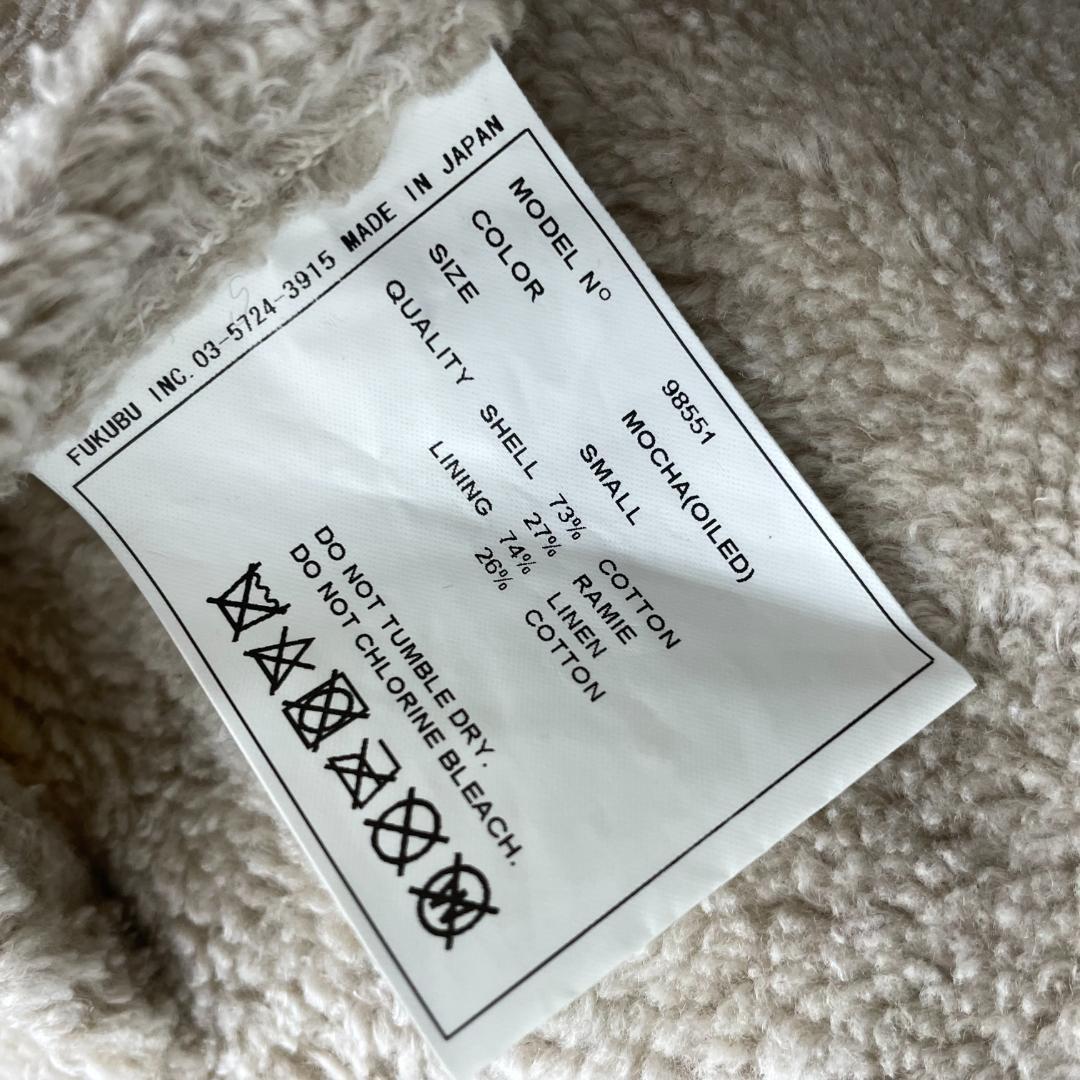 FUKUBU INC. 03-5724-3915 MADE IN JAPAN
MODEL Nº 98551
COLOR MOCHA(OILED)
SIZE SMALL
QUALITY SHELL 73% COTTON
27% RAMIE
LINING 74% LINEN
26% COTTON
DO NOT TUMBLE DRY.
DO NOT CHLORINE BLEACH.
W